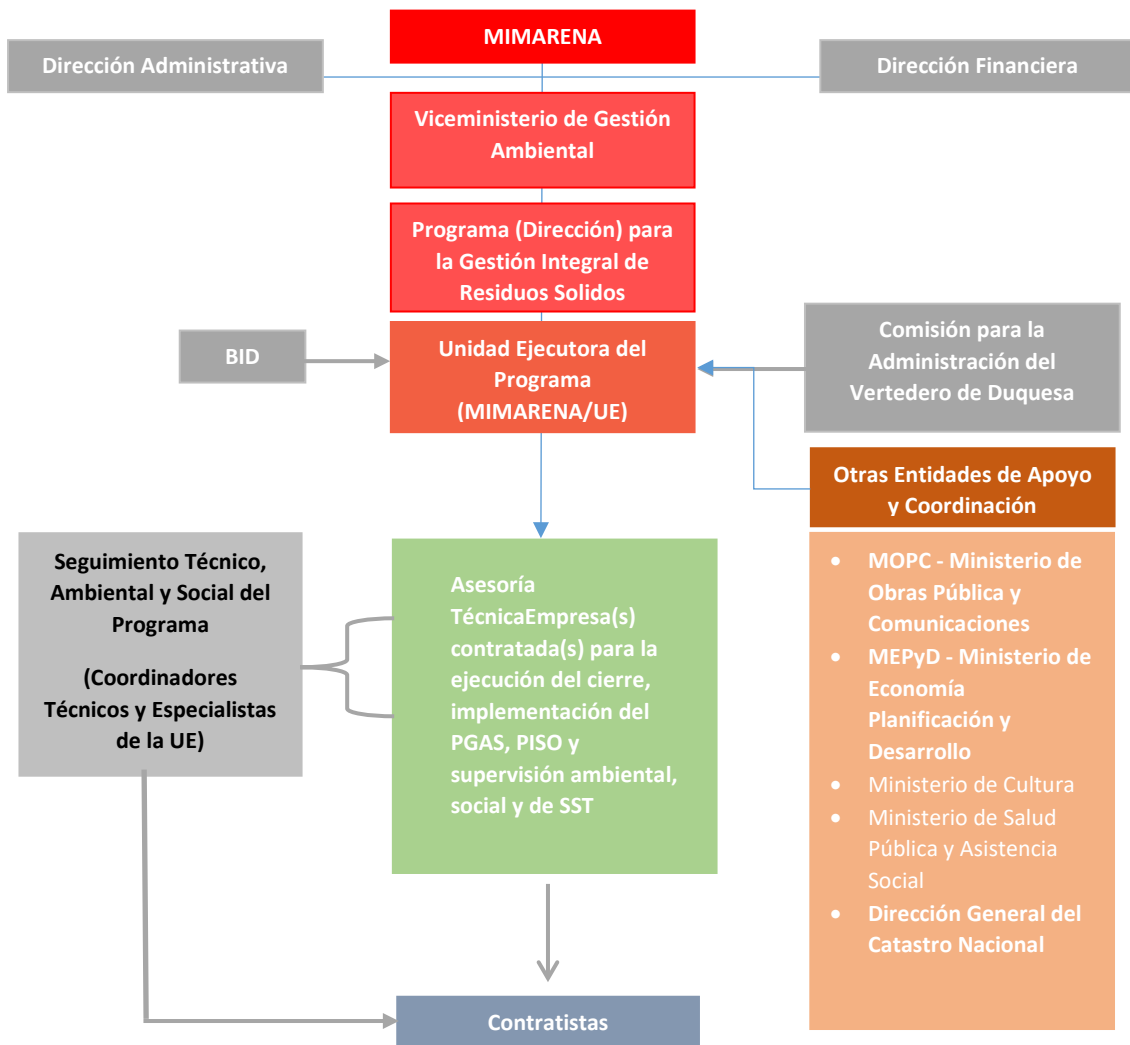 MIMARENA
Dirección Administrativa
Dirección Financiera
Viceministerio de Gestión
Ambiental
Programa (Dirección) para
la Gestión Integral de
Residuos Solidos
BID
Unidad Ejecutora del
Programa
(MIMARENA/UE)
Comisión para la
Administración del
Vertedero de Duquesa
Otras Entidades de Apoyo
y Coordinación
Seguimiento Técnico,
Ambiental y Social del
Programa
(Coordinadores
Técnicos y Especialistas
de la UE)
Asesoría
TécnicaEmpresa(s)
contratada(s) para la
ejecución del cierre,
implementación del
PGAS, PISO y
supervisión ambiental,
social y de SST
• MOPC - Ministerio de
Obras Pública y
Comunicaciones
• MEPyD - Ministerio de
Economía
Planificación y
Desarrollo
• Ministerio de Cultura
• Ministerio de Salud
Pública y Asistencia
Social
• Dirección General del
Catastro Nacional
Contratistas